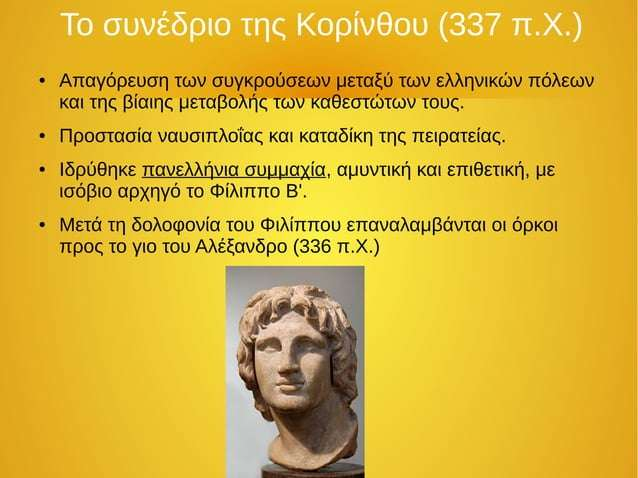 Το συνέδριο της Κορίνθου (337 π.Χ.)
• Απαγόρευση των συγκρούσεων μεταξύ των ελληνικών πόλεων
και της βίαιης μεταβολής των καθεστώτων τους.
• Προστασία ναυσιπλοΐας και καταδίκη της πειρατείας.
• Ιδρύθηκε πανελλήνια συμμαχία, αμυντική και επιθετική, με
ισόβιο αρχηγό το Φίλιππο Β'.
• Μετά τη δολοφονία του Φιλίππου επαναλαμβάνται οι όρκοι
προς το γιο του Αλέξανδρο (336 π.Χ.)